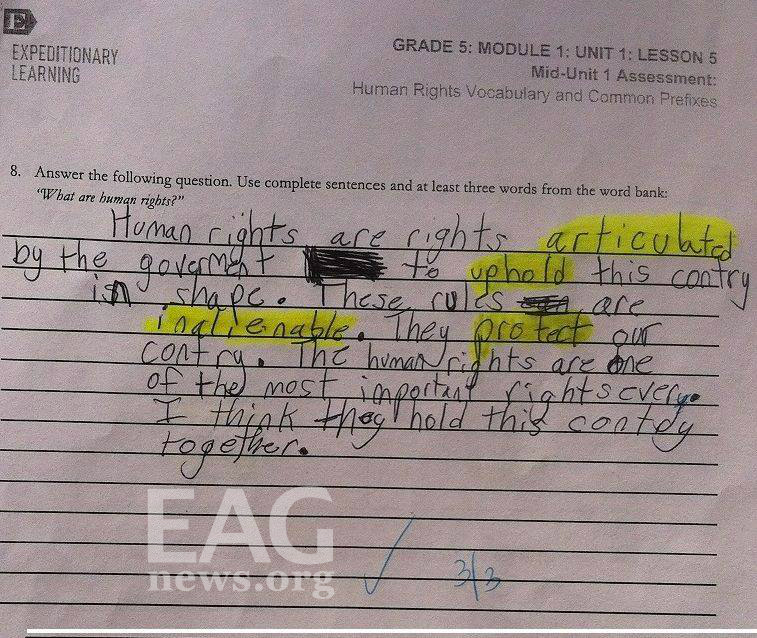 E
EXPEDITIONARY
LEARNING
GRADE 5: MODULE 1: UNIT 1: LESSON 5
Mid-Unit 1 Assessment:
Human Rights Vocabulary and Common Prefixes
8. Answer the following question. Use complete sentences and at least three words from the word bank:
"What are human rights?"
Human rights are rights articulated
by the goverment to uphold this contry
in shape. These rules are
inalienable. They protect our
contry. The human rights are one
of the most important rights every.
I think they hold this contdy
together.
EAG
news.org
✓ 3/3